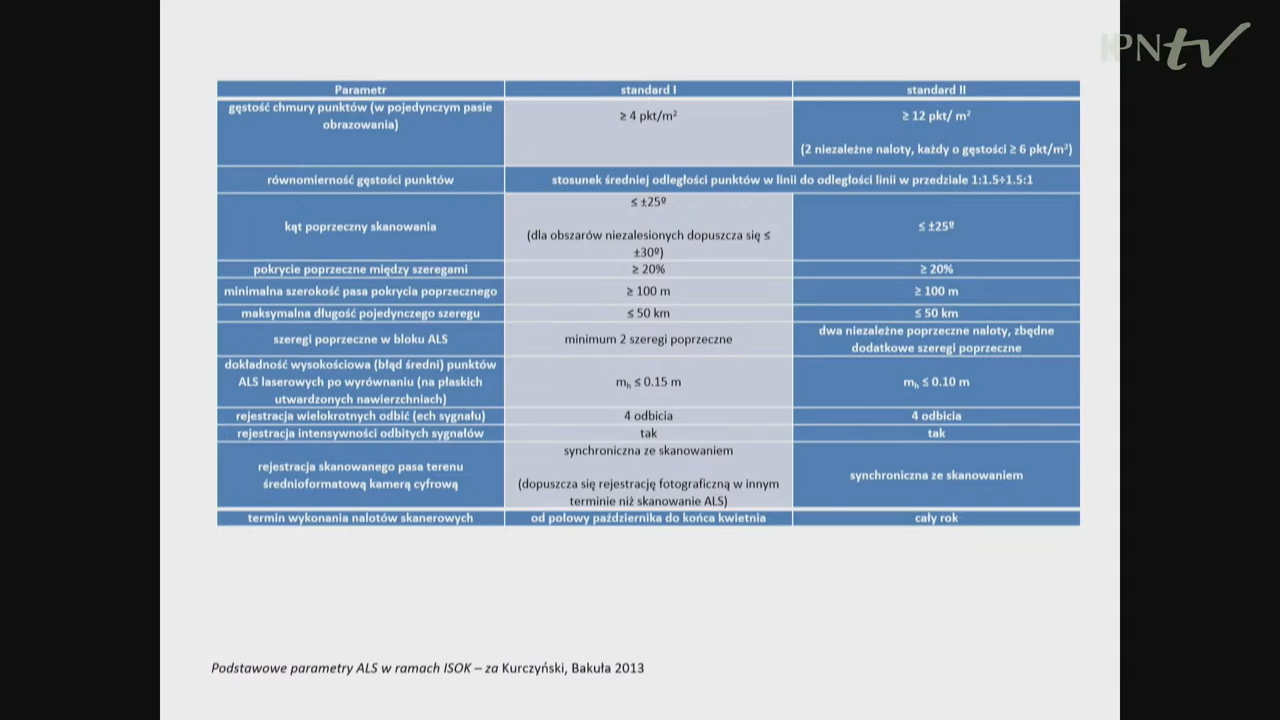 IPNtv
Parametr
standard I
standard II
gęstość chmury punktów (w pojedynczym pasie
obrazowania)
≥ 4 pkt/m²
≥ 12 pkt/ m²
(2 niezależne naloty, każdy o gęstości ≥ 6 pkt/m²)
równomierność gęstości punktów
stosunek średniej odległości punktów w linii do odległości linii w przedziale 1:1.5÷1.5:1
kąt poprzeczny skanowania
≤ ±25º
(dla obszarów niezalesionych dopuszcza się ≤
±30º)
≤ ±25º
pokrycie poprzeczne między szeregami
≥ 20%
≥ 20%
minimalna szerokość pasa pokrycia poprzecznego
≥ 100 m
≥ 100 m
maksymalna długość pojedynczego szeregu
≤ 50 km
≤ 50 km
szeregi poprzeczne w bloku ALS
minimum 2 szeregi poprzeczne
dwa niezależne poprzeczne naloty, zbędne
dodatkowe szeregi poprzeczne
dokładność wysokościowa (błąd średni) punktów
ALS laserowych po wyrównaniu (na płaskich
utwardzonych nawierzchniach)
mₕ ≤ 0.15 m
mₕ ≤ 0.10 m
rejestracja wielokrotnych odbić (ech sygnału)
4 odbicia
4 odbicia
rejestracja intensywności odbitych sygnałów
tak
tak
rejestracja skanowanego pasa terenu
średnioformatową kamerą cyfrową
synchroniczna ze skanowaniem
(dopuszcza się rejestrację fotograficzną w innym
terminie niż skanowanie ALS)
synchroniczna ze skanowaniem
termin wykonania nalotów skanerowych
od połowy października do końca kwietnia
cały rok
Podstawowe parametry ALS w ramach ISOK – za Kurczyński, Bakuła 2013